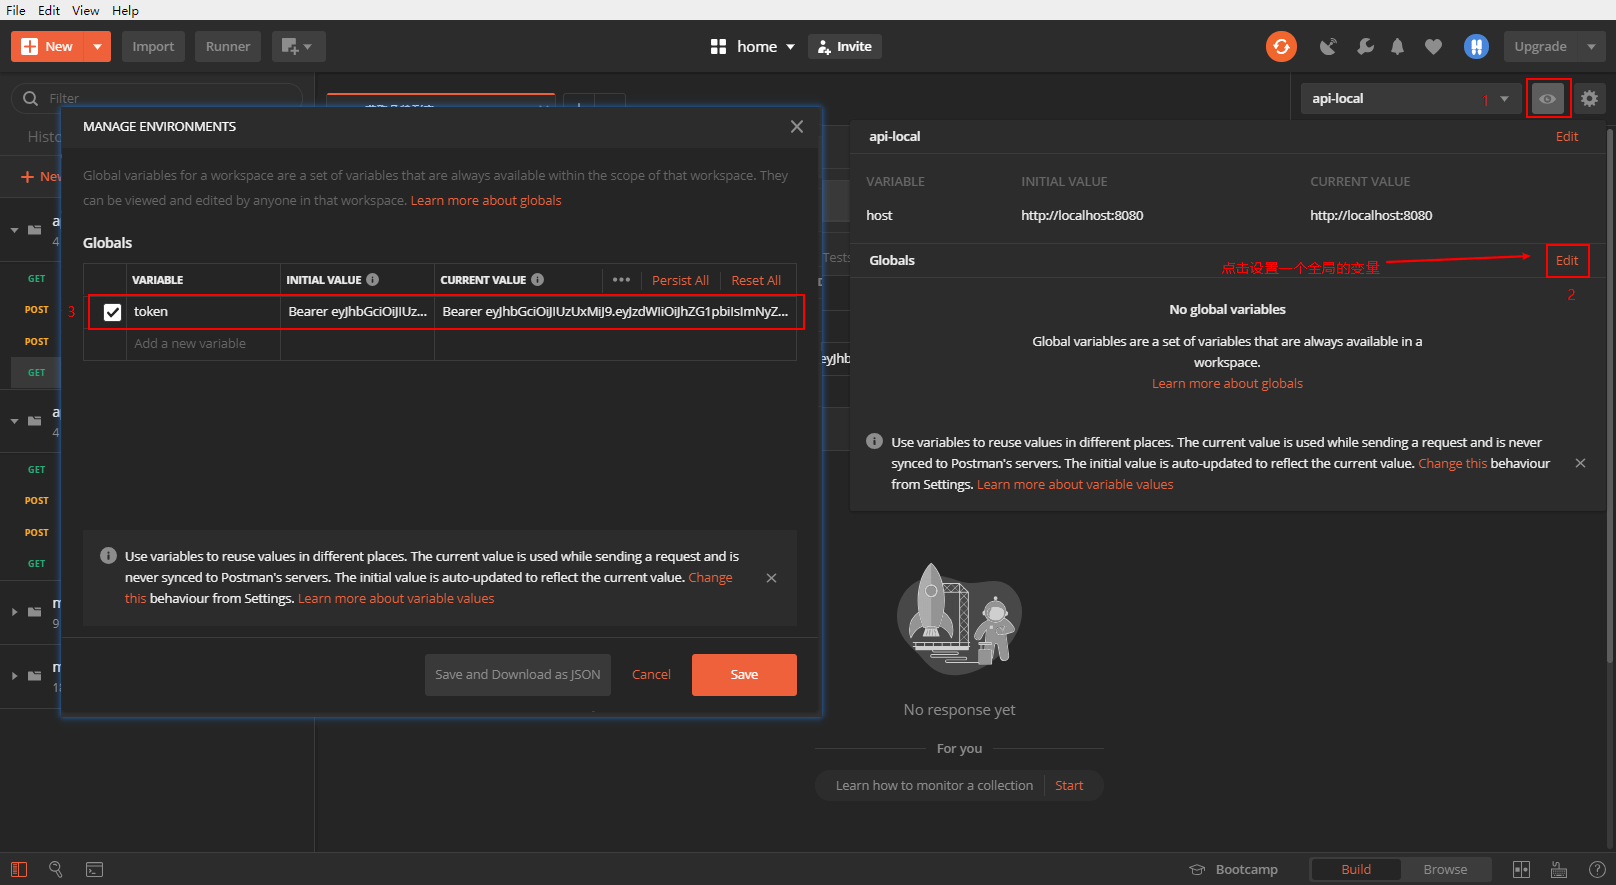 File Edit View Help
New Import Runner home Invite Upgrade
Filter
api-local 1
MANAGE ENVIRONMENTS
Global variables for a workspace are a set of variables that are always available within the scope of that workspace. They
can be viewed and edited by anyone in that workspace. Learn more about globals
Globals
VARIABLE INITIAL VALUE CURRENT VALUE Persist All Reset All
3 token Bearer eyJhbGciOiJIUz... Bearer eyJhbGciOiJIUzUxMiJ9.eyJzdWIiOiJhZG1pbiIsImNyZ...
Add a new variable
Use variables to reuse values in different places. The current value is used while sending a request and is
never synced to Postman's servers. The initial value is auto-updated to reflect the current value. Change
this behaviour from Settings. Learn more about variable values
Save and Download as JSON Cancel Save
Histo
New
a
4
GET
POST
POST
GET
a
4
GET
POST
POST
GET
m
9
m
18
Tests
eyJhb
api-local Edit
VARIABLE INITIAL VALUE CURRENT VALUE
host http://localhost:8080 http://localhost:8080
Globals Edit
点击设置一个全局的变量
2
No global variables
Global variables are a set of variables that are always available in a
workspace.
Learn more about globals
Use variables to reuse values in different places. The current value is used while sending a request and is never
synced to Postman's servers. The initial value is auto-updated to reflect the current value. Change this behaviour
from Settings. Learn more about variable values
No response yet
For you
Learn how to monitor a collection Start
Bootcamp Build Browse